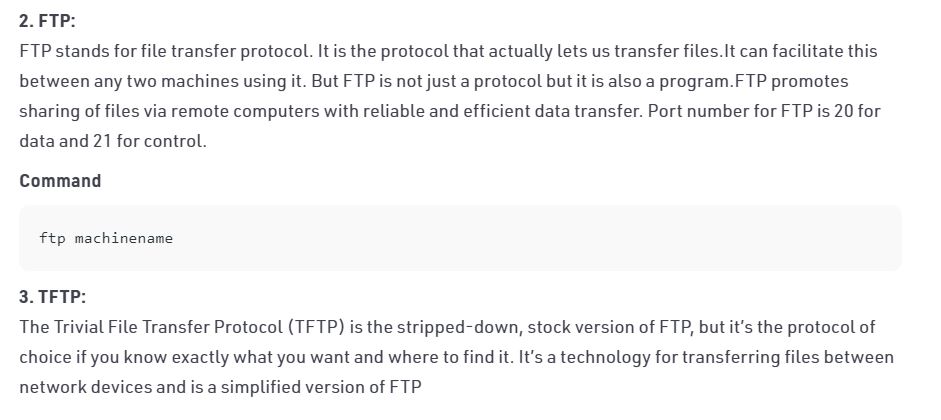 2. FTP:
FTP stands for file transfer protocol. It is the protocol that actually lets us transfer files.It can facilitate this
between any two machines using it. But FTP is not just a protocol but it is also a program.FTP promotes
sharing of files via remote computers with reliable and efficient data transfer. Port number for FTP is 20 for
data and 21 for control.
Command
ftp machinename
3. TFTP:
The Trivial File Transfer Protocol (TFTP) is the stripped-down, stock version of FTP, but it’s the protocol of
choice if you know exactly what you want and where to find it. It’s a technology for transferring files between
network devices and is a simplified version of FTP